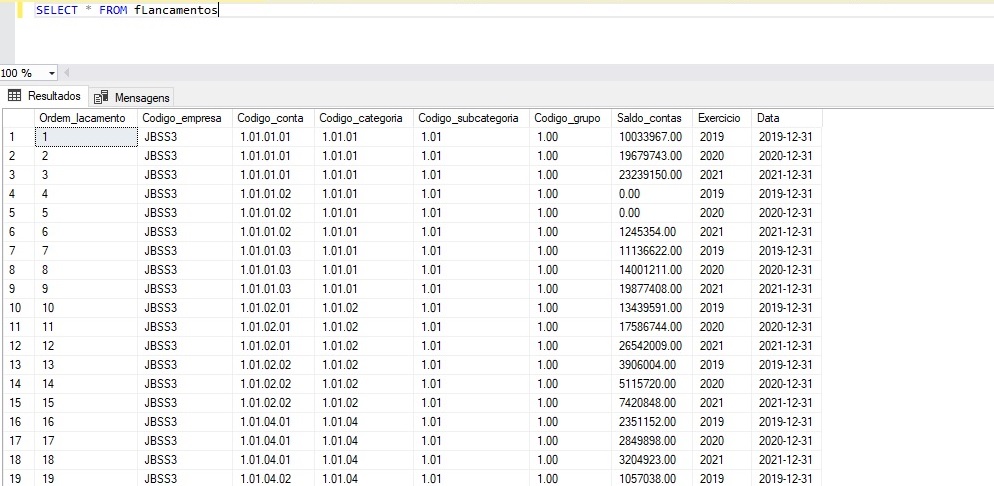 SELECT * FROM fLancamentos
100 %
Resultados Mensagens
Ordem_lacamento Codigo_empresa Codigo_conta Codigo_categoria Codigo_subcategoria Codigo_grupo Saldo_contas Exercicio Data
1 1 JBSS3 1.01.01.01 1.01.01 1.01 1.00 10033967.00 2019 2019-12-31
2 2 JBSS3 1.01.01.01 1.01.01 1.01 1.00 19679743.00 2020 2020-12-31
3 3 JBSS3 1.01.01.01 1.01.01 1.01 1.00 23239150.00 2021 2021-12-31
4 4 JBSS3 1.01.01.02 1.01.01 1.01 1.00 0.00 2019 2019-12-31
5 5 JBSS3 1.01.01.02 1.01.01 1.01 1.00 0.00 2020 2020-12-31
6 6 JBSS3 1.01.01.02 1.01.01 1.01 1.00 1245354.00 2021 2021-12-31
7 7 JBSS3 1.01.01.03 1.01.01 1.01 1.00 11136622.00 2019 2019-12-31
8 8 JBSS3 1.01.01.03 1.01.01 1.01 1.00 14001211.00 2020 2020-12-31
9 9 JBSS3 1.01.01.03 1.01.01 1.01 1.00 19877408.00 2021 2021-12-31
10 10 JBSS3 1.01.02.01 1.01.02 1.01 1.00 13439591.00 2019 2019-12-31
11 11 JBSS3 1.01.02.01 1.01.02 1.01 1.00 17586744.00 2020 2020-12-31
12 12 JBSS3 1.01.02.01 1.01.02 1.01 1.00 26542009.00 2021 2021-12-31
13 13 JBSS3 1.01.02.02 1.01.02 1.01 1.00 3906004.00 2019 2019-12-31
14 14 JBSS3 1.01.02.02 1.01.02 1.01 1.00 5115720.00 2020 2020-12-31
15 15 JBSS3 1.01.02.02 1.01.02 1.01 1.00 7420848.00 2021 2021-12-31
16 16 JBSS3 1.01.04.01 1.01.04 1.01 1.00 2351152.00 2019 2019-12-31
17 17 JBSS3 1.01.04.01 1.01.04 1.01 1.00 2849898.00 2020 2020-12-31
18 18 JBSS3 1.01.04.01 1.01.04 1.01 1.00 3204923.00 2021 2021-12-31
19 19 JBSS3 1.01.04.02 1.01.04 1.01 1.00 1057038.00 2019 2019-12-31